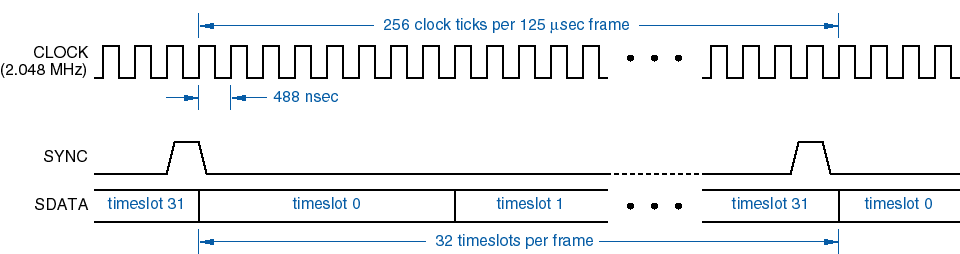 256 clock ticks per 125 μsec frame
CLOCK
(2.048 MHz)
488 nsec
SYNC
SDATA
timeslot 31
timeslot 0
timeslot 1
timeslot 31
timeslot 0
32 timeslots per frame